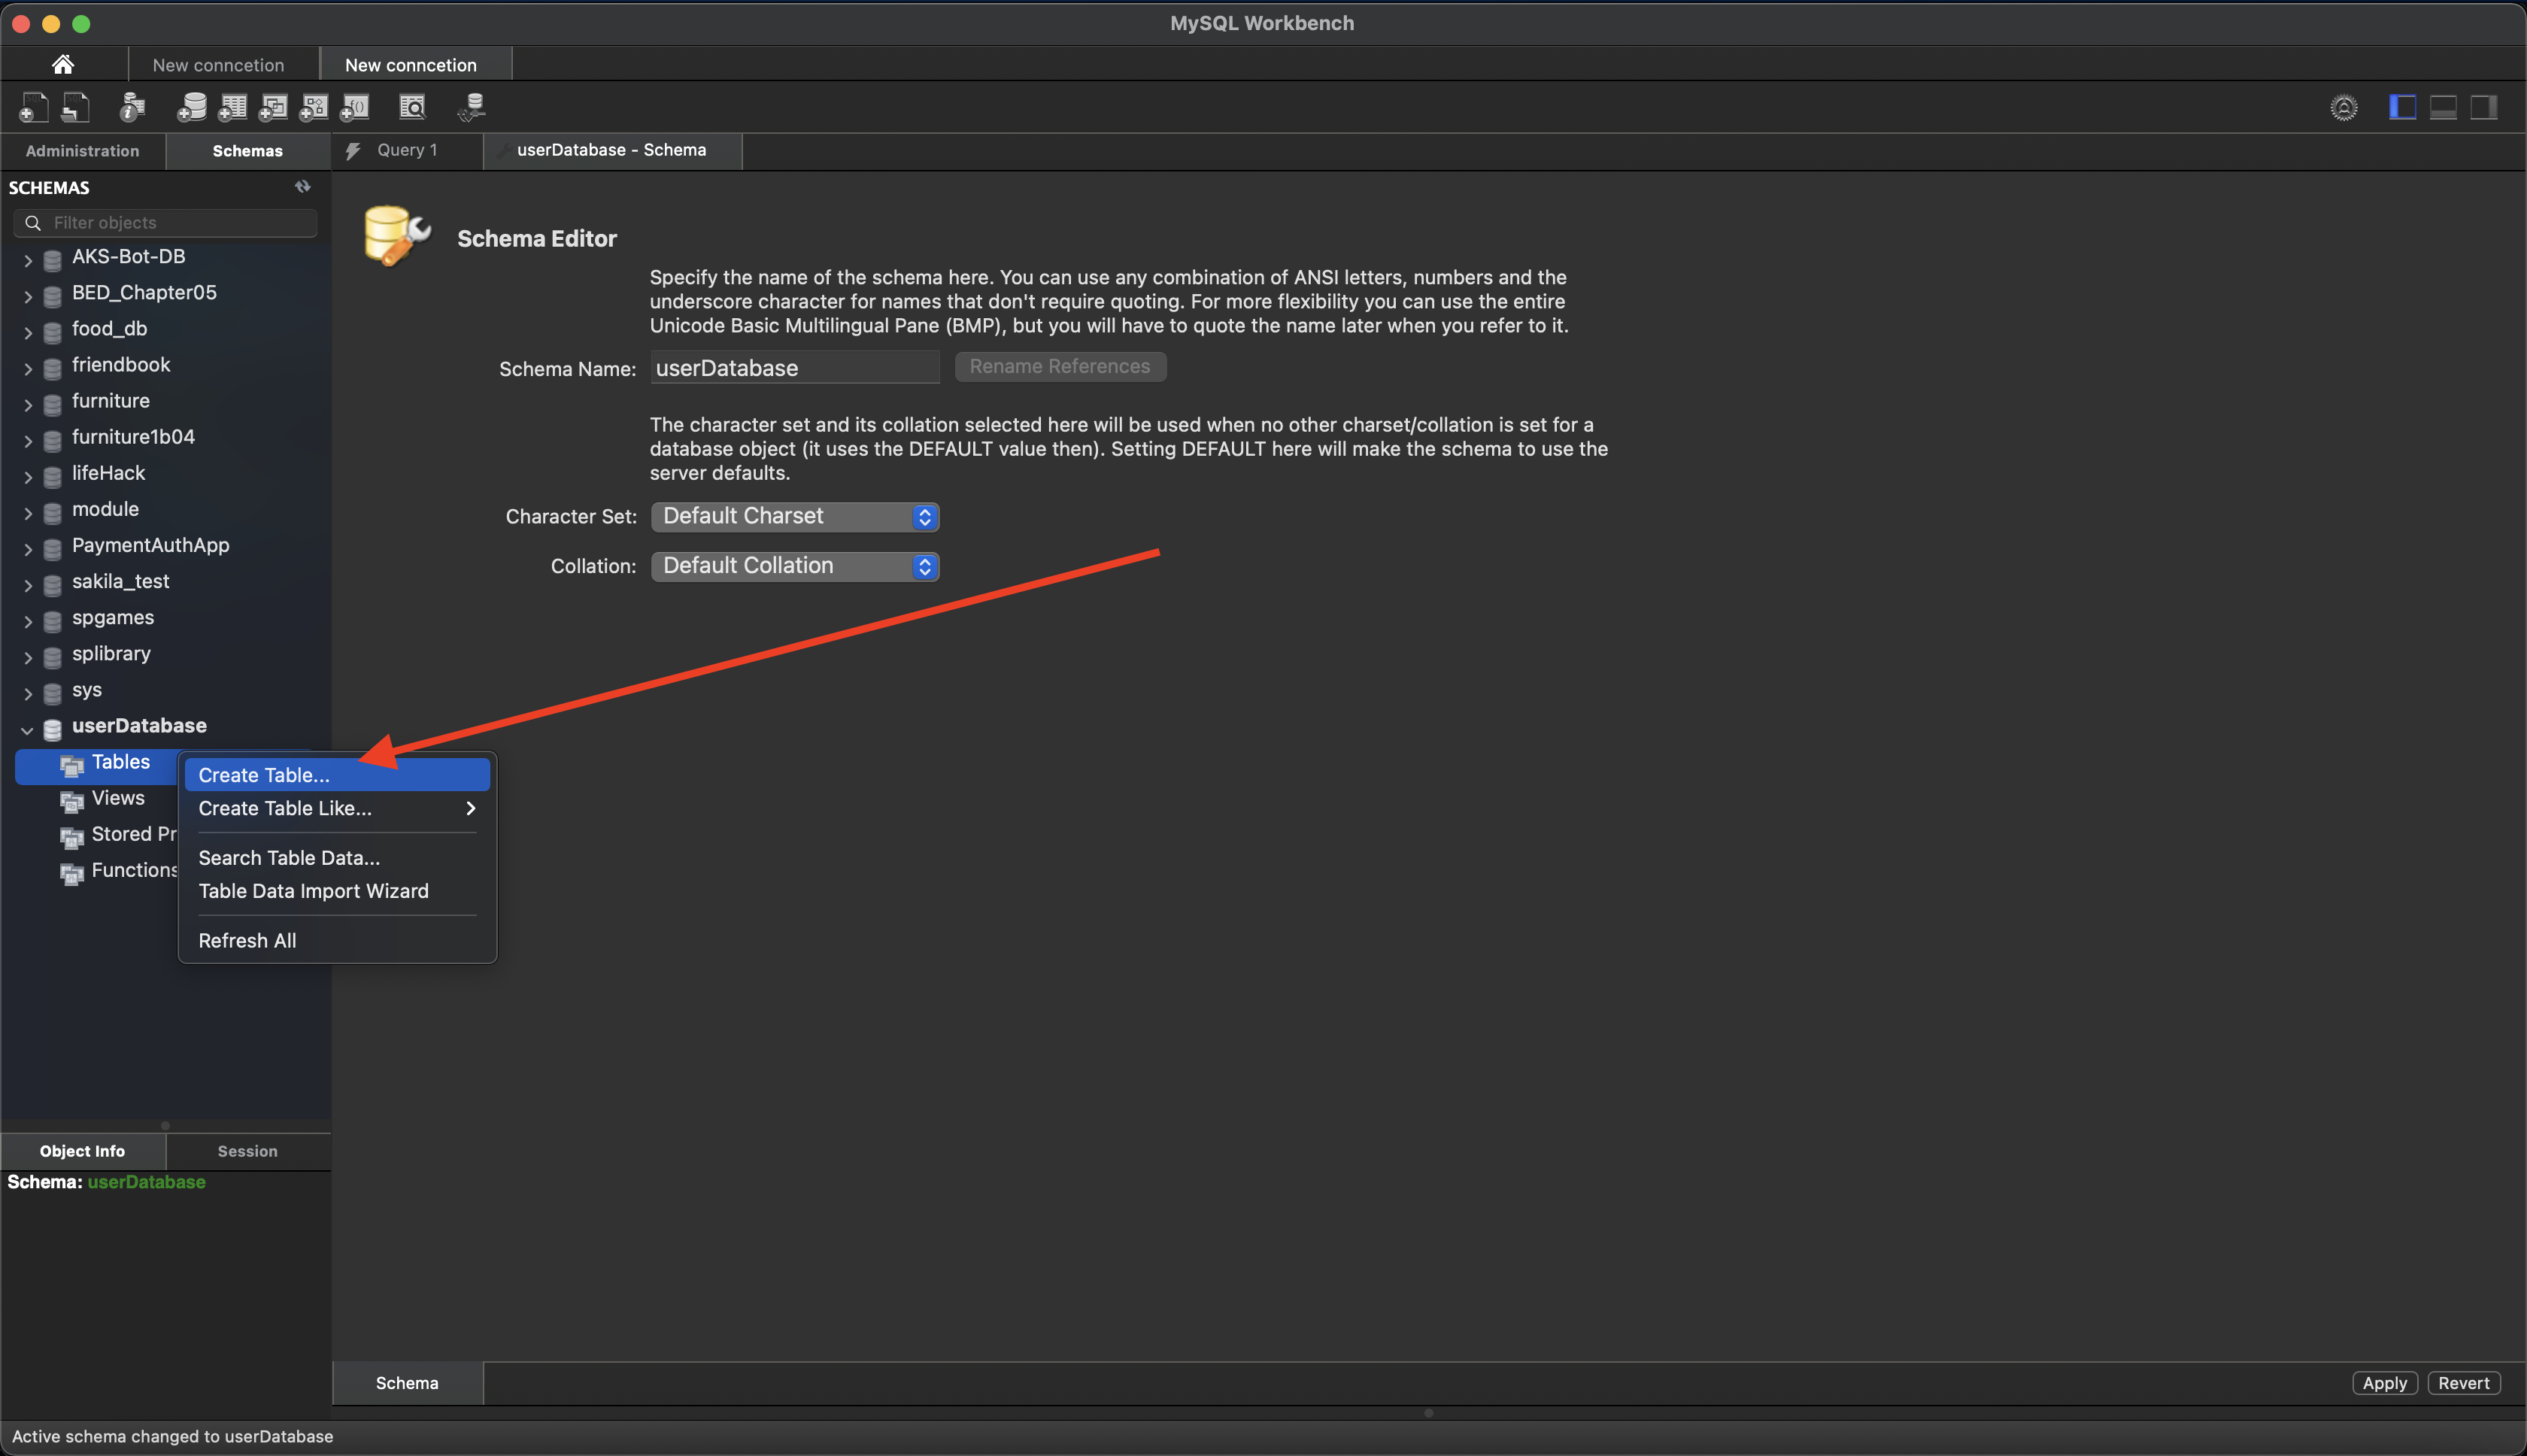 MySQL Workbench
New conncetion
New conncetion
Administration
Schemas
Query 1
userDatabase - Schema
SCHEMAS
Filter objects
AKS-Bot-DB
BED_Chapter05
food_db
friendbook
furniture
furniture1b04
lifeHack
module
PaymentAuthApp
sakila_test
spgames
splibrary
sys
userDatabase
Tables
Views
Stored Pr
Functions
Create Table...
Create Table Like...
Search Table Data...
Table Data Import Wizard
Refresh All
Schema Editor
Specify the name of the schema here. You can use any combination of ANSI letters, numbers and the
underscore character for names that don't require quoting. For more flexibility you can use the entire
Unicode Basic Multilingual Pane (BMP), but you will have to quote the name later when you refer to it.
Schema Name:
userDatabase
Rename References
The character set and its collation selected here will be used when no other charset/collation is set for a
database object (it uses the DEFAULT value then). Setting DEFAULT here will make the schema to use the
server defaults.
Character Set:
Default Charset
Collation:
Default Collation
Object Info
Session
Schema: userDatabase
Schema
Apply
Revert
Active schema changed to userDatabase